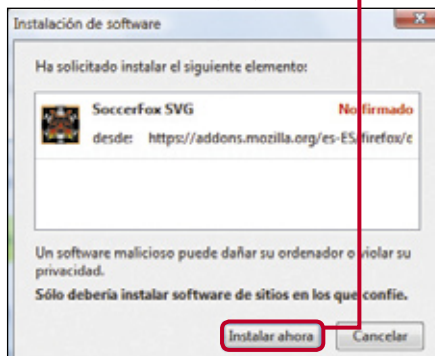 Instalación de software
Ha solicitado instalar el siguiente elemento:
SoccerFox SVG No firmado
desde: https://addons.mozilla.org/es-ES/firefox/c
Un software malicioso puede dañar su ordenador o violar su
privacidad.
Sólo debería instalar software de sitios en los que confíe.
Instalar ahora Cancelar